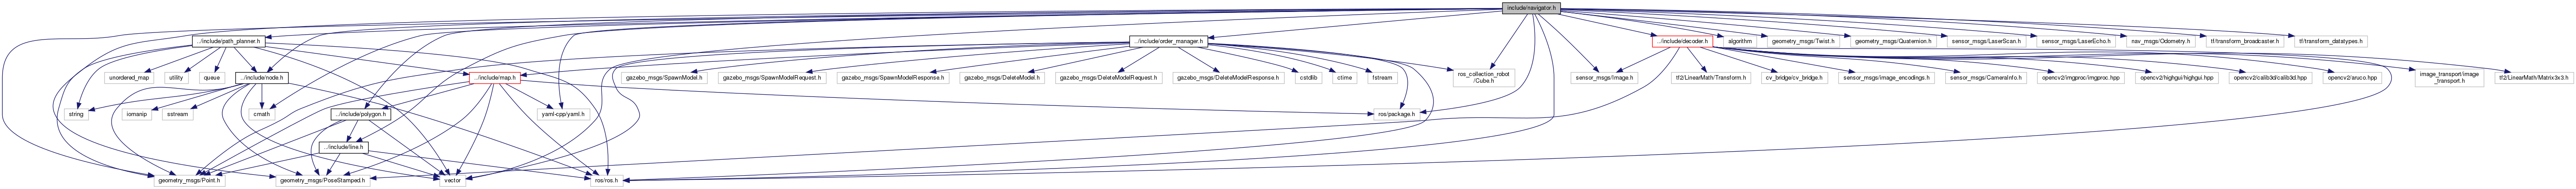 include/navigator.h
../include/path_planner.h
../include/order_manager.h
../include/decoder.h
algorithm
geometry_msgs/Twist.h
geometry_msgs/Quaternion.h
sensor_msgs/LaserScan.h
sensor_msgs/LaserEcho.h
nav_msgs/Odometry.h
tf/transform_broadcaster.h
tf/transform_datatypes.h
unordered_map
utility
queue
../include/node.h
../include/map.h
gazebo_msgs/SpawnModel.h
gazebo_msgs/SpawnModelRequest.h
gazebo_msgs/SpawnModelResponse.h
gazebo_msgs/DeleteModel.h
gazebo_msgs/DeleteModelRequest.h
gazebo_msgs/DeleteModelResponse.h
cstdlib
ctime
fstream
ros_collection_robot
/Cube.h
sensor_msgs/Image.h
tf2/LinearMath/Transform.h
cv_bridge/cv_bridge.h
sensor_msgs/image_encodings.h
sensor_msgs/CameraInfo.h
opencv2/imgproc/imgproc.hpp
opencv2/highgui/highgui.hpp
opencv2/calib3d/calib3d.hpp
opencv2/aruco.hpp
image_transport/image
_transport.h
tf2/LinearMath/Matrix3x3.h
string
iomanip
sstream
cmath
../include/polygon.h
yaml-cpp/yaml.h
ros/package.h
../include/line.h
geometry_msgs/Point.h
geometry_msgs/PoseStamped.h
vector
ros/ros.h